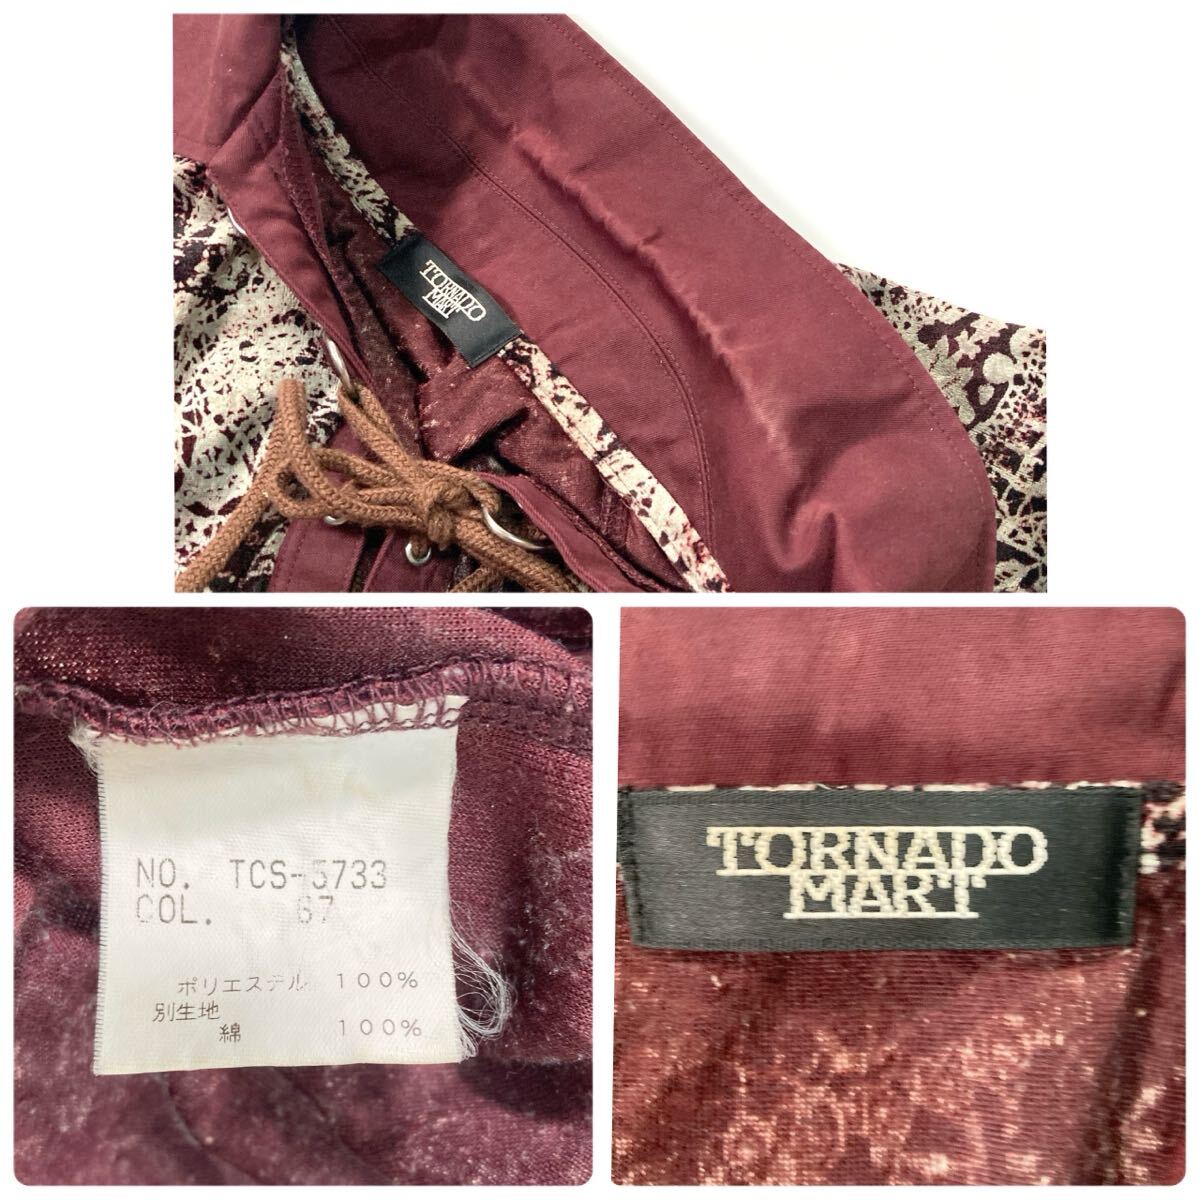 TORNADO
MART
NO. TCS-5733
COL. 67
ポリエステル 100%
別生地
綿 100%
TORNADO
MART